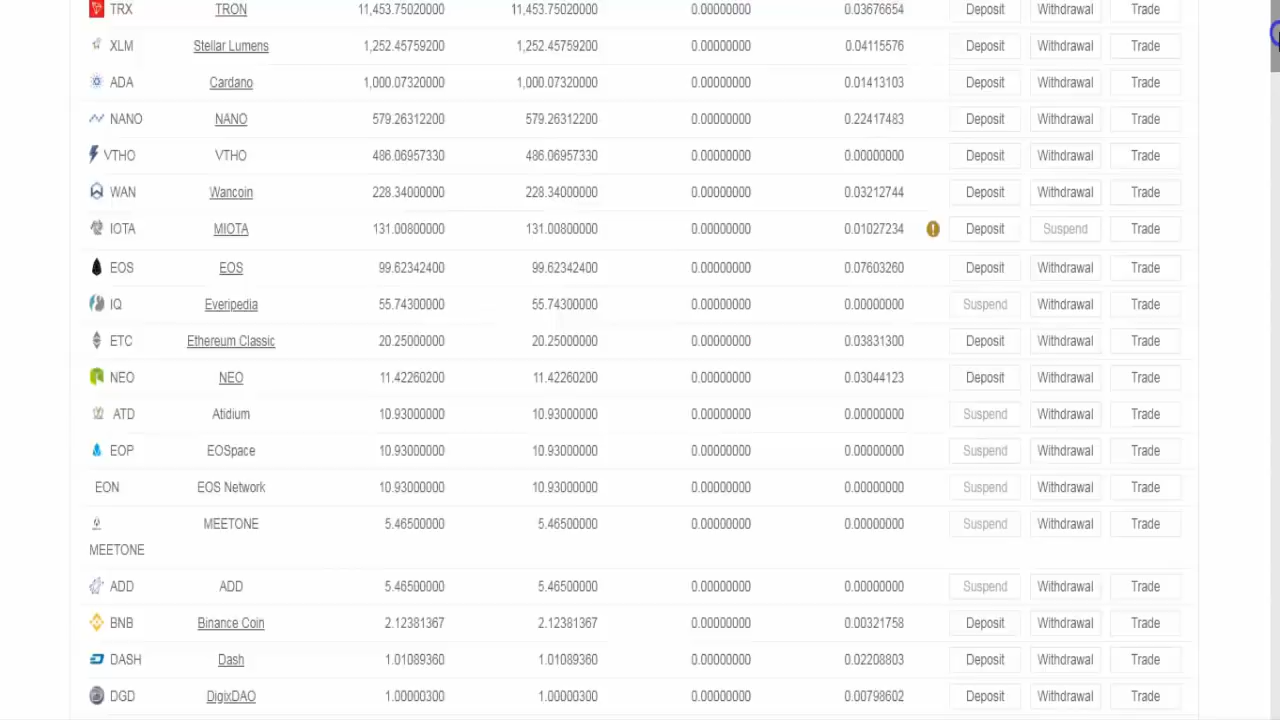 TRX TRON 11,453.75020000 11,453.75020000 0.00000000 0.03676654 Deposit Withdrawal Trade
XLM Stellar Lumens 1,252.45759200 1,252.45759200 0.00000000 0.04115576 Deposit Withdrawal Trade
ADA Cardano 1,000.07320000 1,000.07320000 0.00000000 0.01413103 Deposit Withdrawal Trade
NANO NANO 579.26312200 579.26312200 0.00000000 0.22417483 Deposit Withdrawal Trade
VTHO VTHO 486.06957330 486.06957330 0.00000000 0.00000000 Deposit Withdrawal Trade
WAN Wancoin 228.34000000 228.34000000 0.00000000 0.03212744 Deposit Withdrawal Trade
IOTA MIOTA 131.00800000 131.00800000 0.00000000 0.01027234 ! Deposit Suspend Trade
EOS EOS 99.62342400 99.62342400 0.00000000 0.07603260 Deposit Withdrawal Trade
IQ Everipedia 55.74300000 55.74300000 0.00000000 0.00000000 Suspend Withdrawal Trade
ETC Ethereum Classic 20.25000000 20.25000000 0.00000000 0.03831300 Deposit Withdrawal Trade
NEO NEO 11.42260200 11.42260200 0.00000000 0.03044123 Deposit Withdrawal Trade
ATD Atidium 10.93000000 10.93000000 0.00000000 0.00000000 Suspend Withdrawal Trade
EOP EOSpace 10.93000000 10.93000000 0.00000000 0.00000000 Suspend Withdrawal Trade
EON EOS Network 10.93000000 10.93000000 0.00000000 0.00000000 Suspend Withdrawal Trade
MEETONE 5.46500000 5.46500000 0.00000000 0.00000000 Suspend Withdrawal Trade
MEETONE
ADD ADD 5.46500000 5.46500000 0.00000000 0.00000000 Suspend Withdrawal Trade
BNB Binance Coin 2.12381367 2.12381367 0.00000000 0.00321758 Deposit Withdrawal Trade
DASH Dash 1.01089360 1.01089360 0.00000000 0.02208803 Deposit Withdrawal Trade
DGD DigixDAO 1.00000300 1.00000300 0.00000000 0.00798602 Deposit Withdrawal Trade